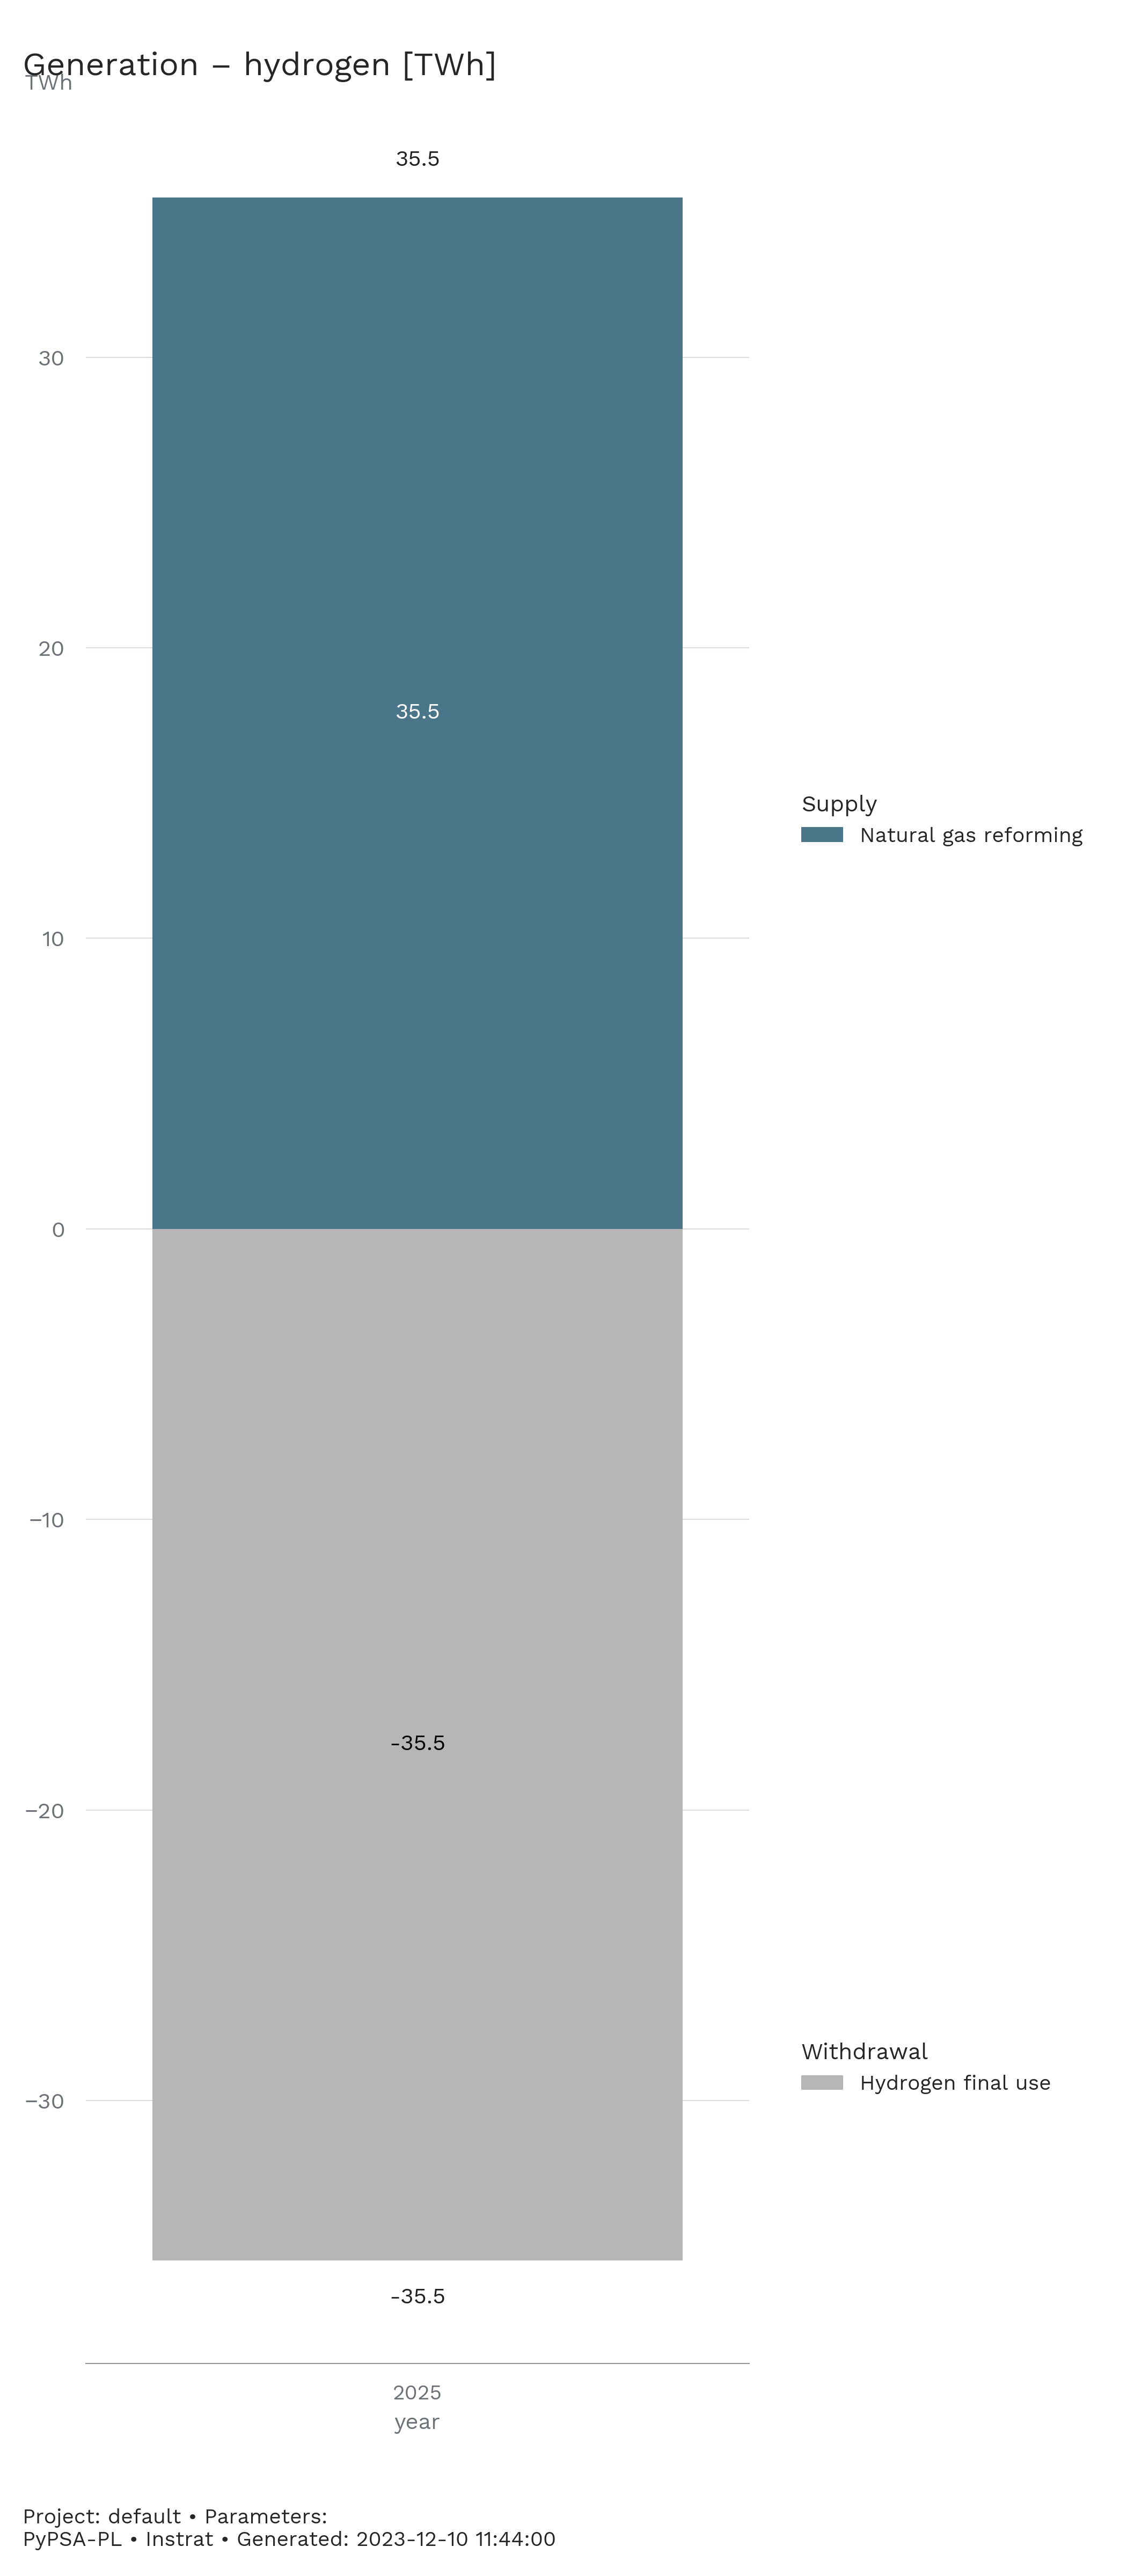 Generation – hydrogen [TWh]
TWh
35.5
30
20
35.5
Supply
Natural gas reforming
10
0
−10
-35.5
−20
Withdrawal
Hydrogen final use
−30
-35.5
2025
year
Project: default • Parameters:
PyPSA-PL • Instrat • Generated: 2023-12-10 11:44:00